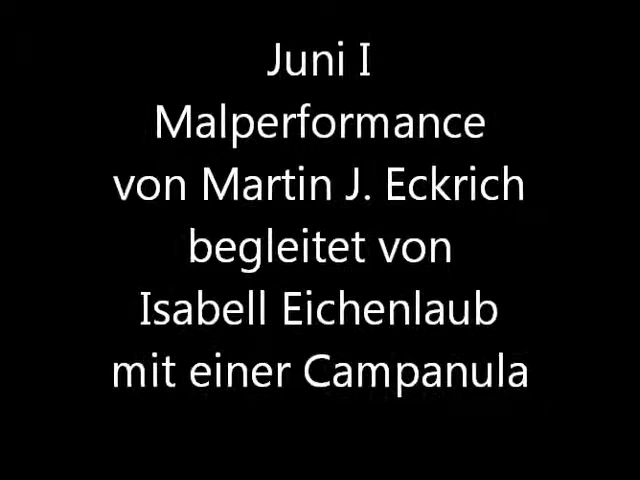 Juni I
Malperformance
von Martin J. Eckrich
begleitet von
Isabell Eichenlaub
mit einer Campanula